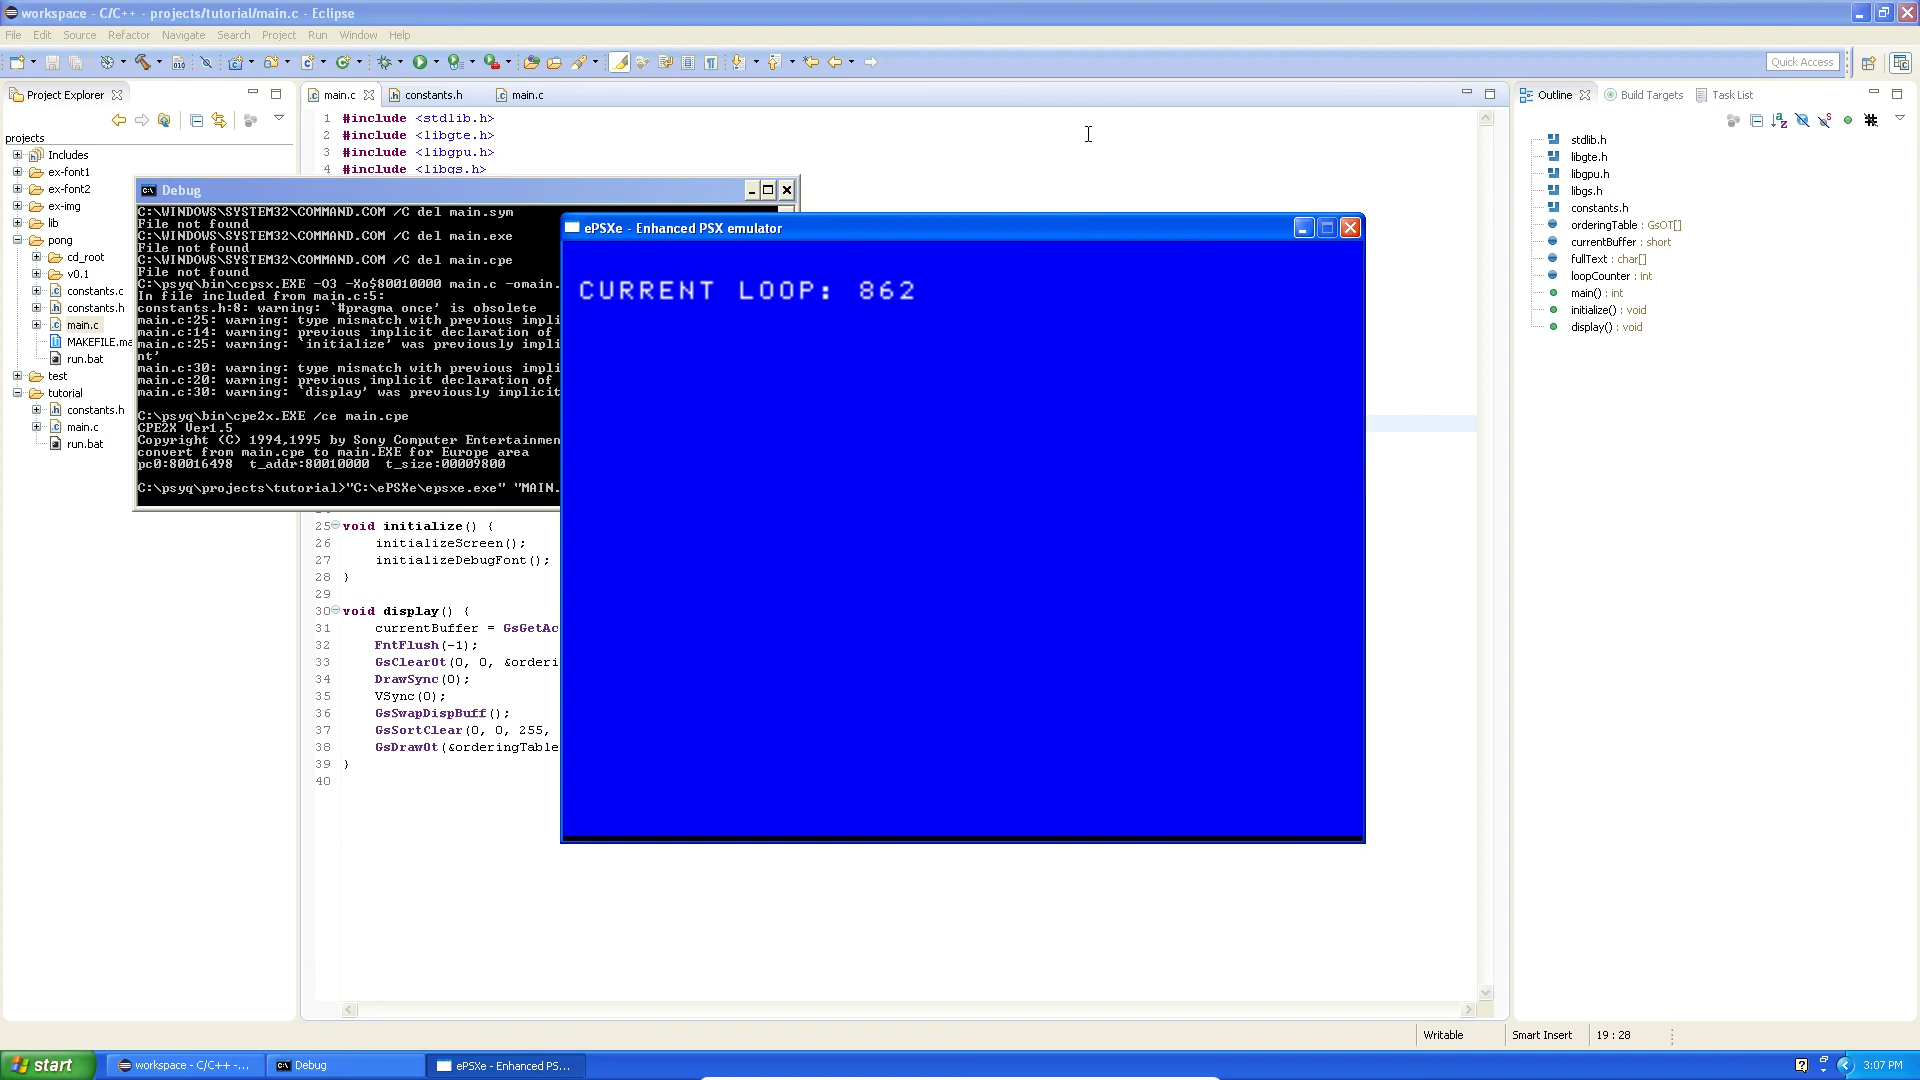 workspace - C/C++ - projects/tutorial/main.c - Eclipse
File Edit Source Refactor Navigate Search Project Run Window Help
Quick Access
Project Explorer
projects
Includes
ex-font1
ex-font2
ex-img
lib
pong
cd_root
v0.1
constants.c
constants.h
main.c
MAKEFILE.ma
run.bat
test
tutorial
constants.h
main.c
run.bat
main.c constants.h main.c
1 #include <stdlib.h>
2 #include <libgte.h>
3 #include <libgpu.h>
4 #include <libgs.h>
Debug
C:\WINDOWS\SYSTEM32\COMMAND.COM /C del main.sym
File not found
C:\WINDOWS\SYSTEM32\COMMAND.COM /C del main.exe
File not found
C:\WINDOWS\SYSTEM32\COMMAND.COM /C del main.cpe
File not found
C:\psyq\bin\ccpsx.EXE -O3 -Xo$80010000 main.c -omain.
In file included from main.c:5:
constants.h:8: warning: `#pragma once' is obsolete
main.c:25: warning: type mismatch with previous impli
main.c:14: warning: previous implicit declaration of
main.c:25: warning: `initialize' was previously impli
nt'
main.c:30: warning: type mismatch with previous impli
main.c:20: warning: previous implicit declaration of
main.c:30: warning: `display' was previously implicit
C:\psyq\bin\cpe2x.EXE /ce main.cpe
CPE2X Ver1.5
Copyright (C) 1994,1995 by Sony Computer Entertainmen
convert from main.cpe to main.EXE for Europe area
pc0:80016498 t_addr:80010000 t_size:00009800
C:\psyq\projects\tutorial>"C:\ePSXe\epsxe.exe" "MAIN.
ePSXe - Enhanced PSX emulator
CURRENT LOOP: 862
25 void initialize() {
26 initializeScreen();
27 initializeDebugFont();
28 }
29
30 void display() {
31 currentBuffer = GsGetAc
32 FntFlush(-1);
33 GsClearOt(0, 0, &orderi
34 DrawSync(0);
35 VSync(0);
36 GsSwapDispBuff();
37 GsSortClear(0, 0, 255,
38 GsDrawOt(&orderingTable
39 }
40
Outline Build Targets Task List
stdlib.h
libgte.h
libgpu.h
libgs.h
constants.h
orderingTable : GsOT[]
currentBuffer : short
fullText : char[]
loopCounter : int
main() : int
initialize() : void
display() : void
Writable Smart Insert 19 : 28
start workspace - C/C++ -... Debug ePSXe - Enhanced PS... 3:07 PM